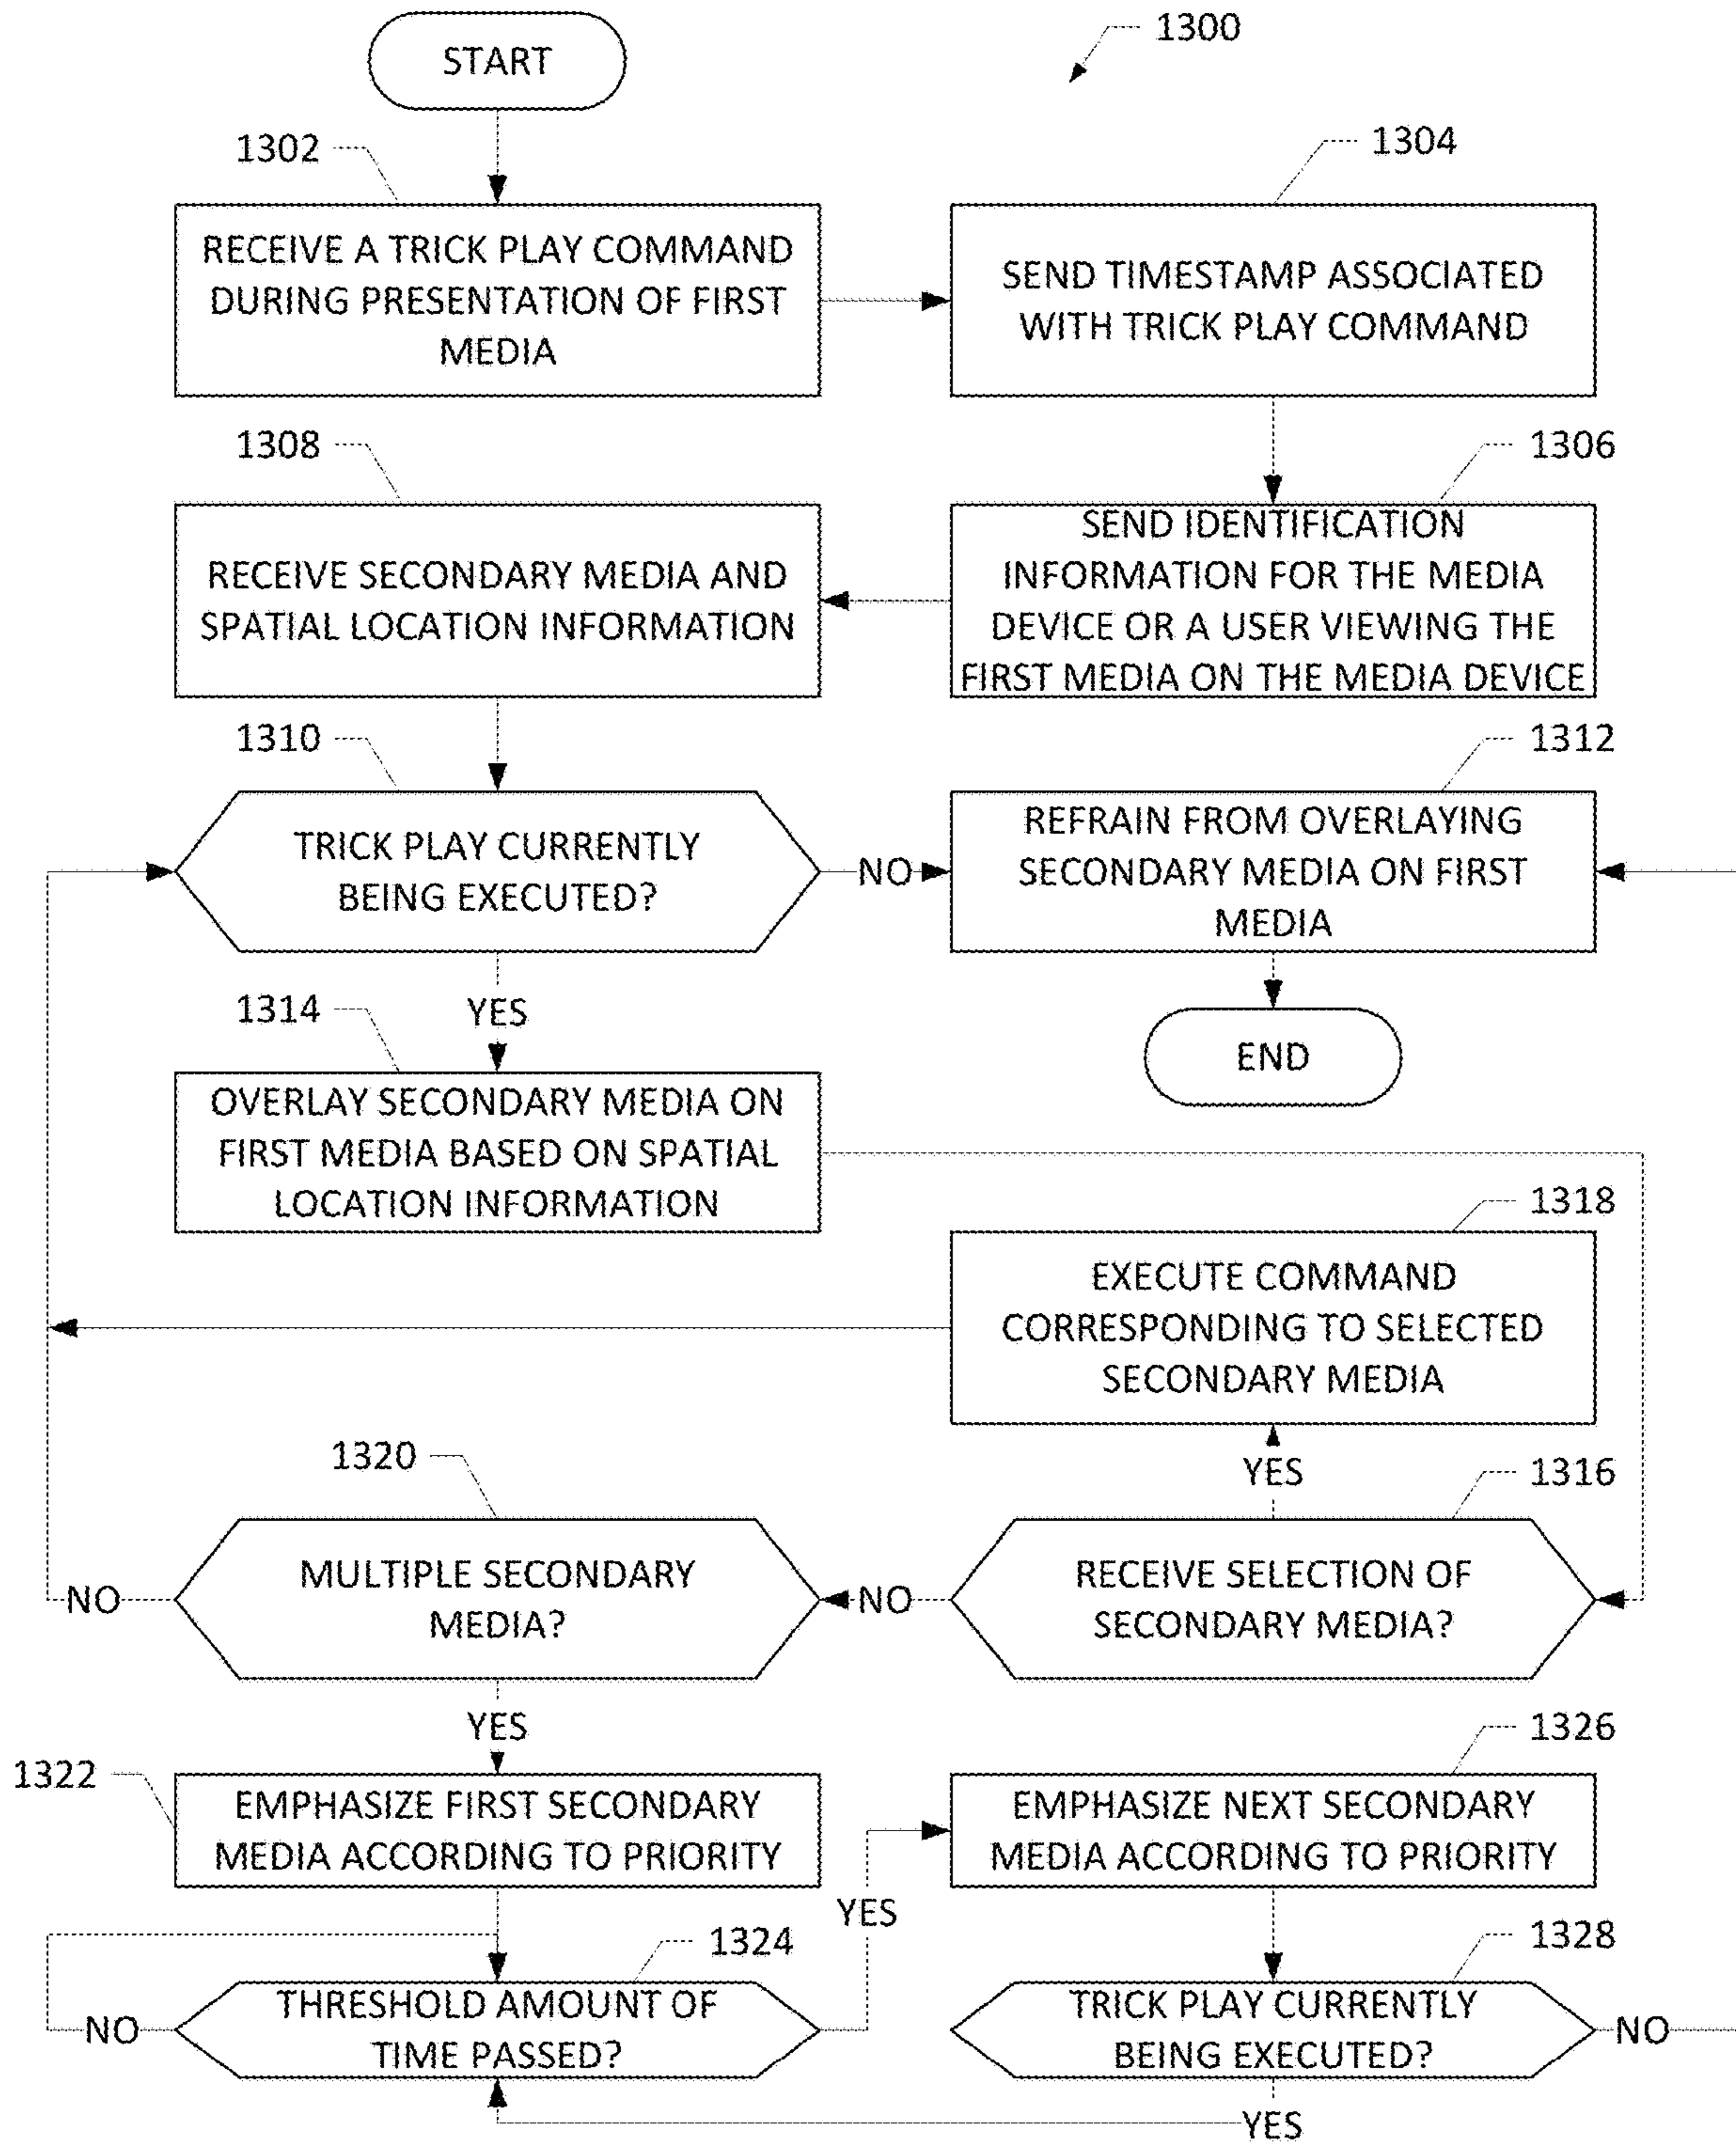 START
1300
1302
RECEIVE A TRICK PLAY COMMAND
DURING PRESENTATION OF FIRST
MEDIA
1304
SEND TIMESTAMP ASSOCIATED
WITH TRICK PLAY COMMAND
1306
SEND IDENTIFICATION
INFORMATION FOR THE MEDIA
DEVICE OR A USER VIEWING THE
FIRST MEDIA ON THE MEDIA DEVICE
1308
RECEIVE SECONDARY MEDIA AND
SPATIAL LOCATION INFORMATION
1310
TRICK PLAY CURRENTLY
BEING EXECUTED?
NO
1312
REFRAIN FROM OVERLAYING
SECONDARY MEDIA ON FIRST
MEDIA
END
YES
1314
OVERLAY SECONDARY MEDIA ON
FIRST MEDIA BASED ON SPATIAL
LOCATION INFORMATION
1318
EXECUTE COMMAND
CORRESPONDING TO SELECTED
SECONDARY MEDIA
YES
1316
RECEIVE SELECTION OF
SECONDARY MEDIA?
NO
1320
MULTIPLE SECONDARY
MEDIA?
NO
YES
1322
EMPHASIZE FIRST SECONDARY
MEDIA ACCORDING TO PRIORITY
1324
THRESHOLD AMOUNT OF
TIME PASSED?
NO
YES
1326
EMPHASIZE NEXT SECONDARY
MEDIA ACCORDING TO PRIORITY
1328
TRICK PLAY CURRENTLY
BEING EXECUTED?
NO
YES